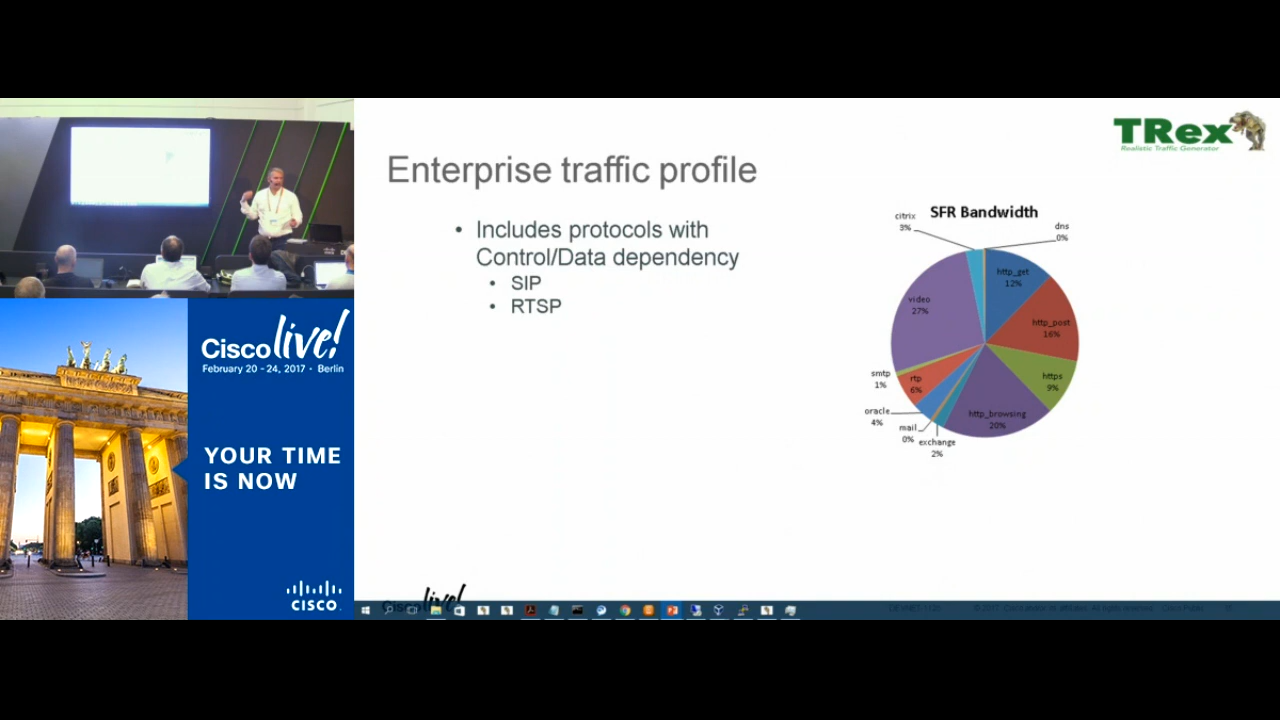 TRex
Realistic Traffic Generator
Enterprise traffic profile
• Includes protocols with
Control/Data dependency
• SIP
• RTSP
SFR Bandwidth
citrix
3%
dns
0%
http_get
12%
http_post
16%
https
9%
http_browsing
20%
exchange
2%
mail
0%
oracle
4%
rtp
6%
smtp
1%
video
27%
Cisco live!
February 20 - 24, 2017 • Berlin
YOUR TIME
IS NOW
CISCO
live!